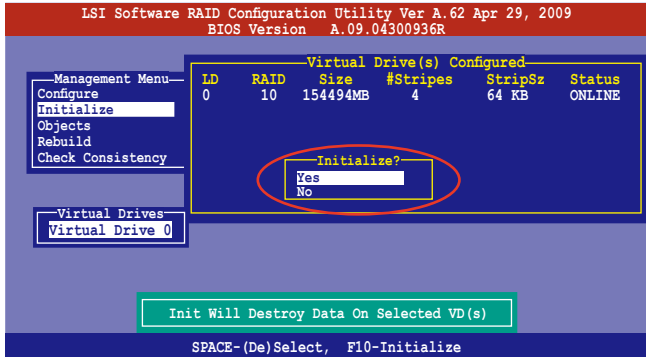 LSI Software RAID Configuration Utility Ver A.62 Apr 29, 2009
BIOS Version A.09.04300936R
Virtual Drive(s) Configured
LD RAID Size #Stripes StripSz Status
0 10 154494MB 4 64 KB ONLINE
Management Menu
Configure
Initialize
Objects
Rebuild
Check Consistency
Initialize?
Yes
No
Virtual Drives
Virtual Drive 0
Init Will Destroy Data On Selected VD(s)
SPACE-(De)Select, F10-Initialize